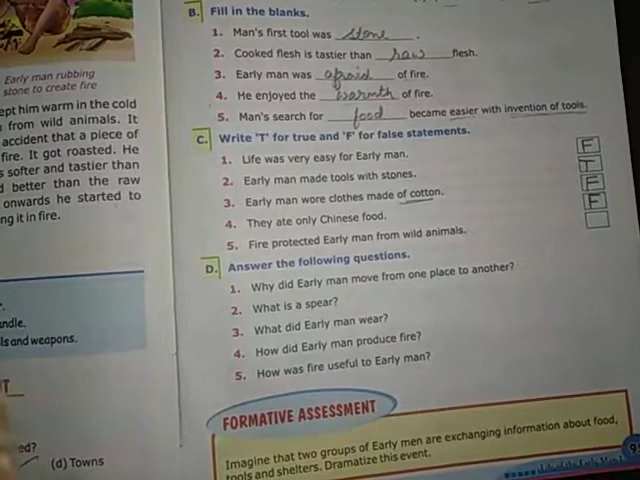 B. Fill in the blanks.
1. Man's first tool was stone.
2. Cooked flesh is tastier than raw flesh.
3. Early man was afraid of fire.
4. He enjoyed the warmth of fire.
5. Man's search for food became easier with invention of tools.
C. Write 'T' for true and 'F' for false statements.
1. Life was very easy for Early man. F
2. Early man made tools with stones. T
3. Early man wore clothes made of cotton. F
4. They ate only Chinese food. F
5. Fire protected Early man from wild animals.
D. Answer the following questions.
1. Why did Early man move from one place to another?
2. What is a spear?
3. What did Early man wear?
4. How did Early man produce fire?
5. How was fire useful to Early man?
FORMATIVE ASSESSMENT
Imagine that two groups of Early men are exchanging information about food,
tools and shelters. Dramatize this event.
Early man rubbing
stone to create fire
ept him warm in the cold
from wild animals. It
accident that a piece of
fire. It got roasted. He
s softer and tastier than
d better than the raw
onwards he started to
ng it in fire.
ndle.
ls and weapons.
ed?
(d) Towns